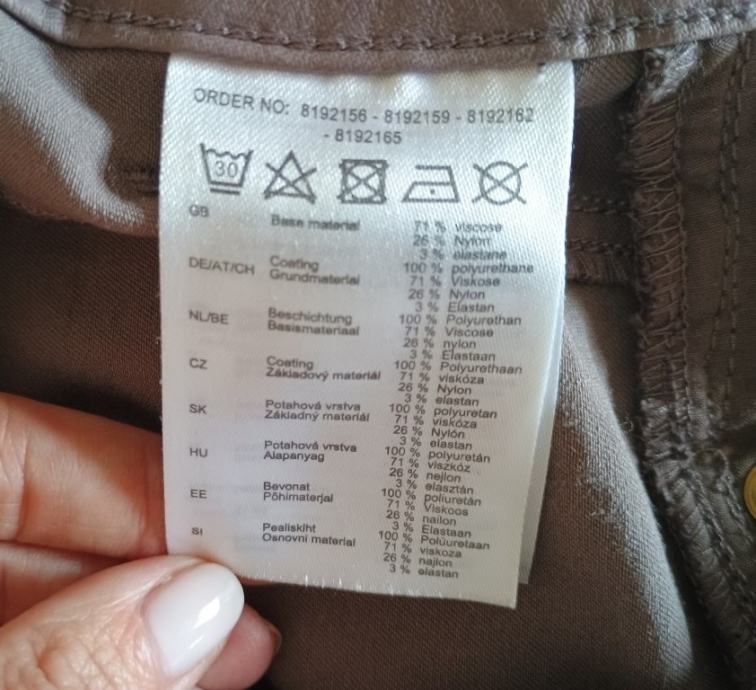 ORDER NO: 8192156 - 8192159 - 8192162
- 8192165
30
GB Base material 71 % viscose
26 % Nylon
3 % elastane
DE/AT/CH Coating 100 % polyurethane
Grundmaterial 71 % Viskose
26 % Nylon
3 % Elastan
NL/BE Beschichtung 100 % Polyurethan
Basismateriaal 71 % Viscose
26 % nylon
3 % Elastaan
CZ Coating 100 % Polyurethaan
Základový materiál 71 % viskóza
26 % Nylon
3 % elastan
SK Potahová vrstva 100 % polyuretan
Základný materiál 71 % viskóza
26 % Nylón
3 % elastan
HU Potahová vrstva 100 % polyuretán
Alapanyag 71 % viszkóz
26 % nejlon
3 % elasztán
EE Bevonat 100 % poliuretán
Põhimaterjal 71 % Viskoos
26 % nailon
3 % Elastaan
SI Pealiskiht 100 % Polüuretaan
Osnovni material 71 % viskoza
26 % najlon
3 % elastan